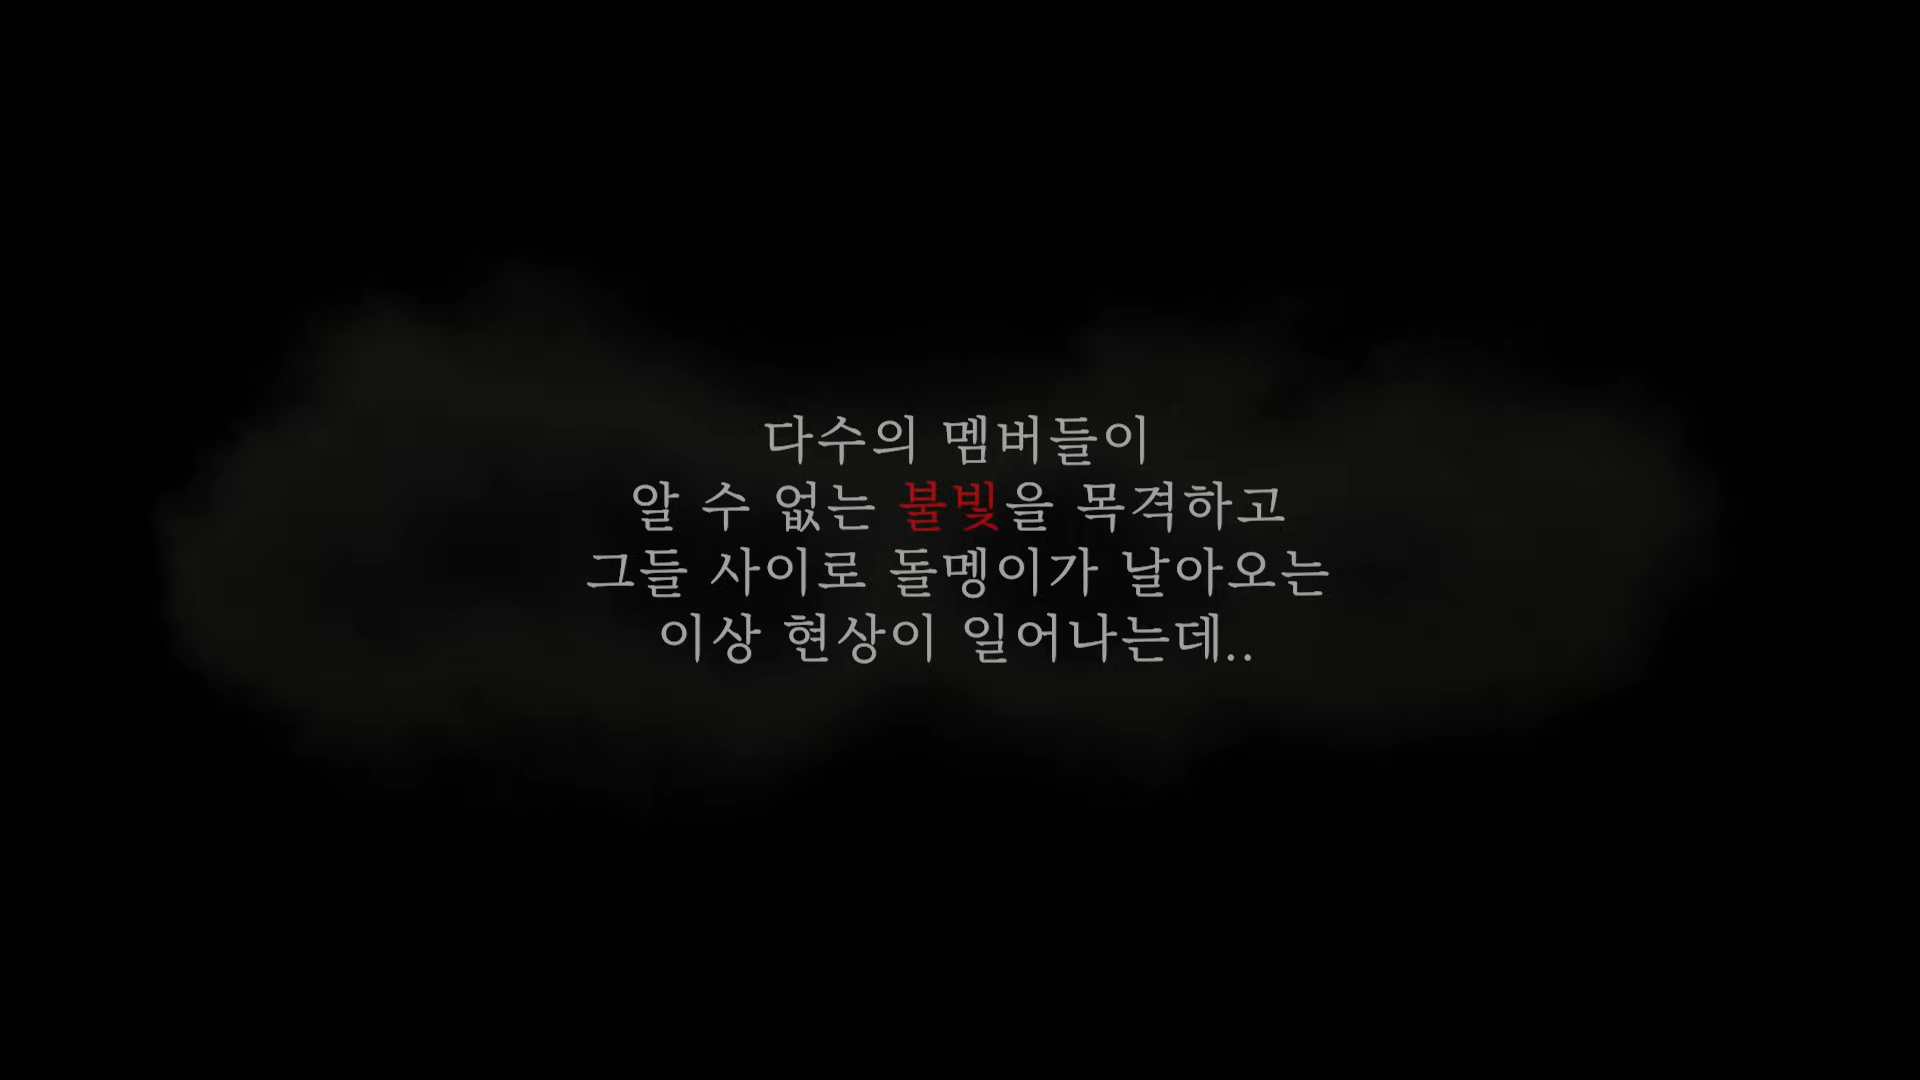 다수의 멤버들이
알 수 없는 불빛을 목격하고
그들 사이로 돌멩이가 날아오는
이상 현상이 일어나는데..